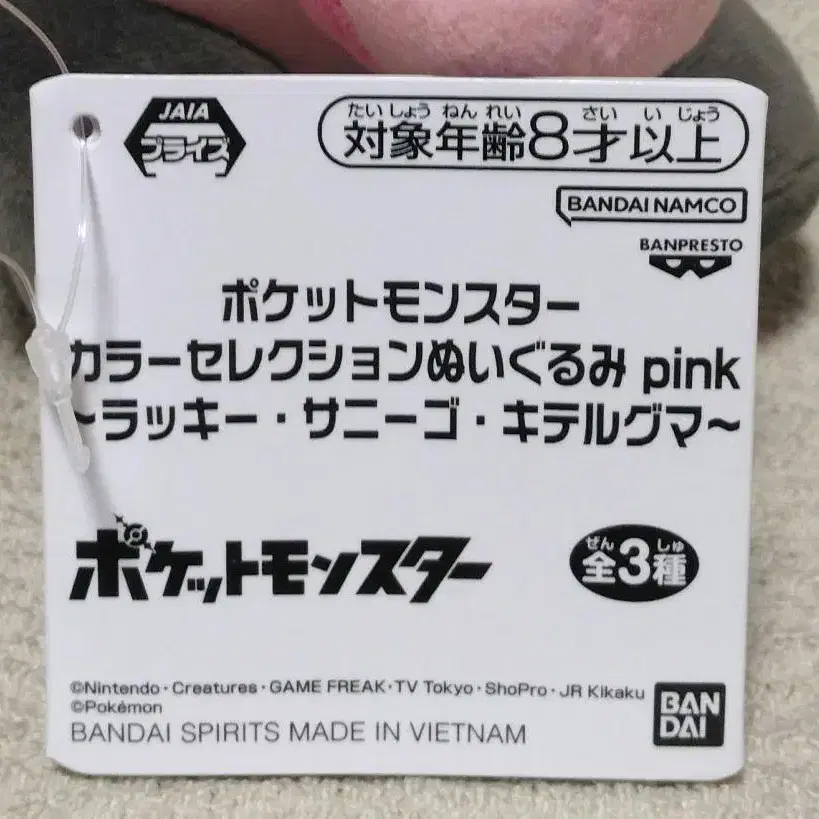 JAIA
プライズ
たいしょう ねん れい さい い じょう
対象年齢8才以上
BANDAI NAMCO
BANPRESTO
ポケットモンスター
カラーセレクションぬいぐるみ pink
~ラッキー・サニーゴ・キテルグマ~
ポケットモンスター
ぜん しゅ
全3種
©Nintendo・Creatures・GAME FREAK・TV Tokyo・ShoPro・JR Kikaku
©Pokémon
BANDAI SPIRITS MADE IN VIETNAM
BAN
DAI